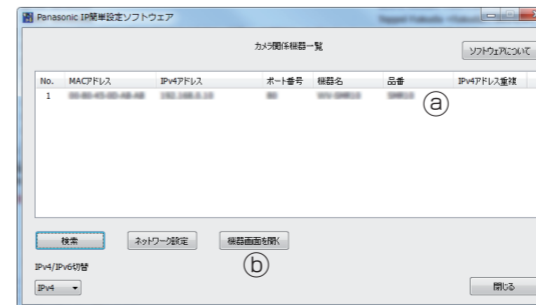 Panasonic IP簡単設定ソフトウェア
カメラ関係機器一覧
ソフトウェアについて
No. MACアドレス IPv4アドレス ポート番号 機器名 品番 IPv4アドレス重複
1
ⓐ
検索 ネットワーク設定 機器画面を開く
ⓑ
IPv4/IPv6切替
IPv4 閉じる